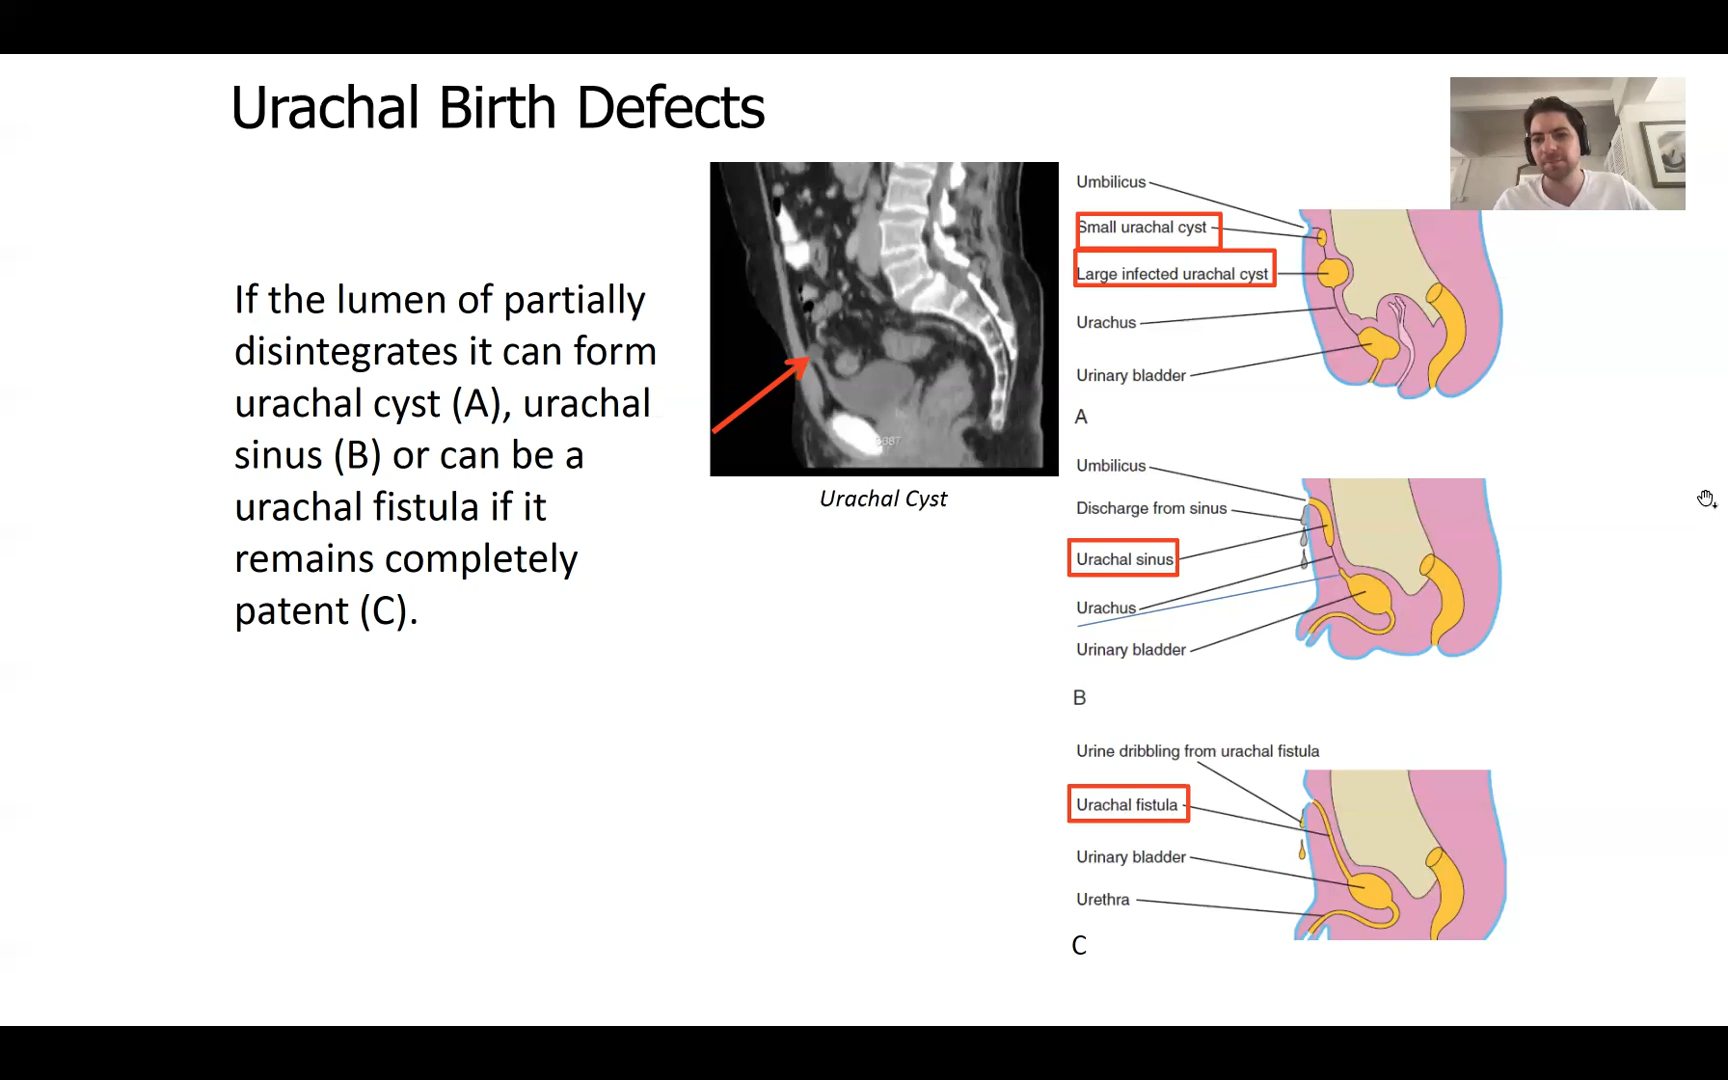 Urachal Birth Defects
If the lumen of partially
disintegrates it can form
urachal cyst (A), urachal
sinus (B) or can be a
urachal fistula if it
remains completely
patent (C).
Urachal Cyst
Umbilicus
Small urachal cyst
Large infected urachal cyst
Urachus
Urinary bladder
A
Umbilicus
Discharge from sinus
Urachal sinus
Urachus
Urinary bladder
B
Urine dribbling from urachal fistula
Urachal fistula
Urinary bladder
Urethra
C